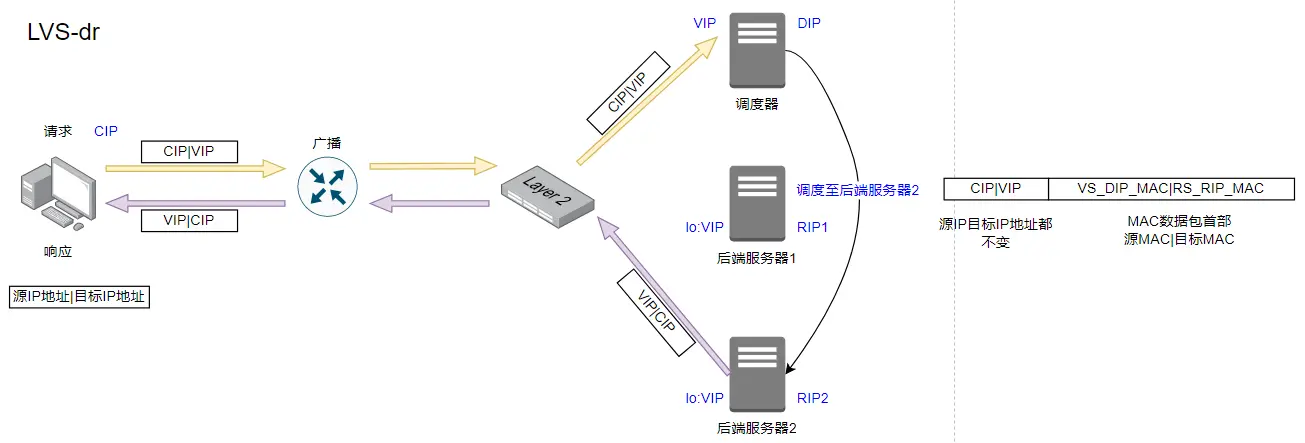 LVS-dr
VIP
DIP
CIP|VIP
调度器
请求
CIP
CIP|VIP
广播
VIP|CIP
响应
源IP地址|目标IP地址
Layer 2
调度至后端服务器2
lo:VIP
RIP1
后端服务器1
VIP|CIP
lo:VIP
RIP2
后端服务器2
CIP|VIP
VS_DIP_MAC|RS_RIP_MAC
源IP目标IP地址都
不变
MAC数据包首部
源MAC|目标MAC